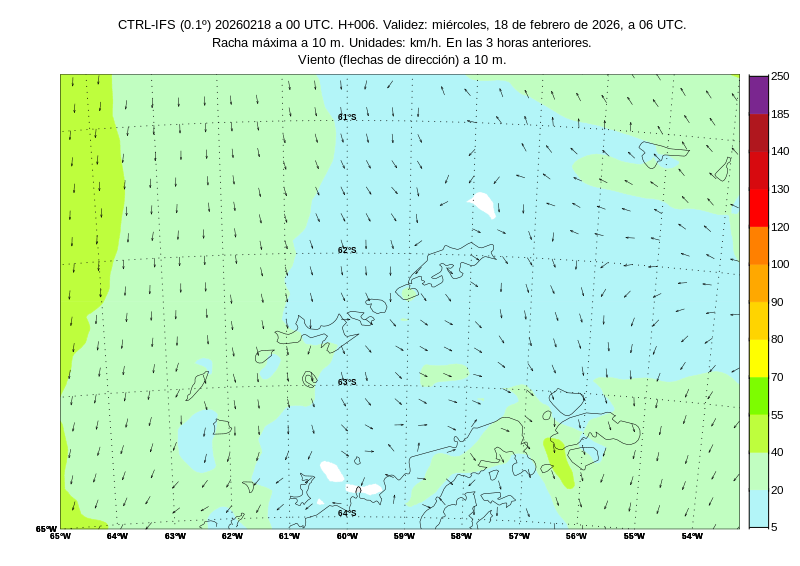 CTRL-IFS (0.1º) 20260218 a 00 UTC. H+006. Validez: miércoles, 18 de febrero de 2026, a 06 UTC.
Racha máxima a 10 m. Unidades: km/h. En las 3 horas anteriores.
Viento (flechas de dirección) a 10 m.
250
185
140
130
120
100
90
80
70
55
40
20
5
61°S
62°S
63°S
64°S
65°W
65°W 64°W 63°W 62°W 61°W 60°W 59°W 58°W 57°W 56°W 55°W 54°W